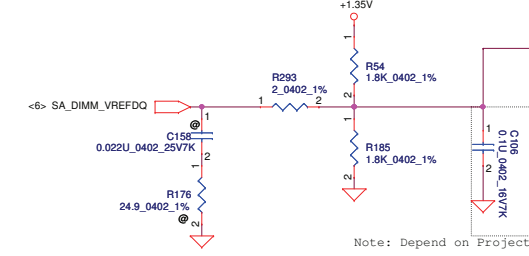 +1.35V
1
R54
1.8K_0402_1%
2
R293
2_0402_1%
<6> SA_DIMM_VREFDQ
1
2
1
@
C158
0.022U_0402_25V7K
2
1
R185
1.8K_0402_1%
2
1
C106
0.1U_0402_16V7K
2
1
R176
24.9_0402_1%
@
2
Note: Depend on Project